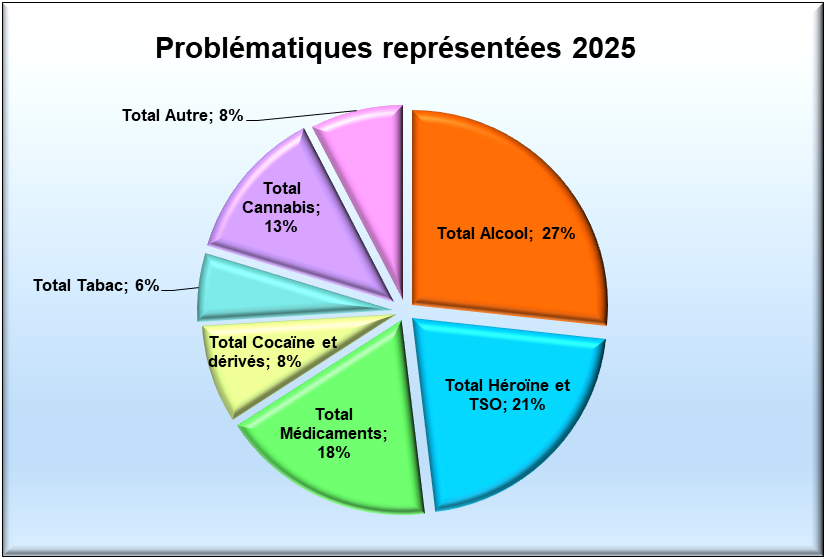 Problématiques représentées 2025
Total Autre; 8%
Total
Cannabis;
13%
Total Alcool;  27%
Total Tabac; 6%
Total Cocaïne et
dérivés; 8%
Total Héroïne et
TSO; 21%
Total
Médicaments;
18%